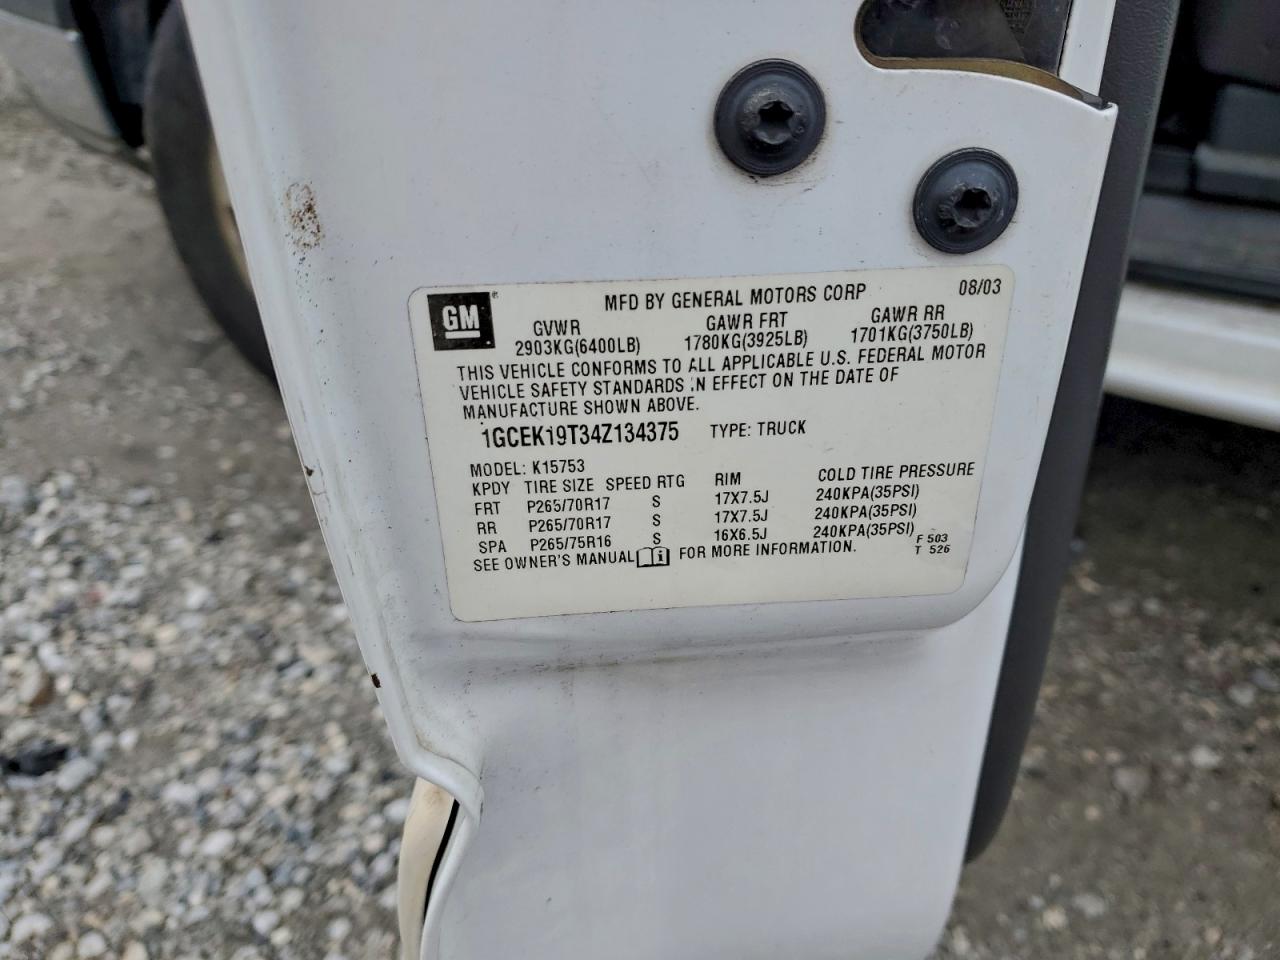 GM ®
MFD BY GENERAL MOTORS CORP 08/03
GVWR GAWR FRT GAWR RR
2903KG(6400LB) 1780KG(3925LB) 1701KG(3750LB)
THIS VEHICLE CONFORMS TO ALL APPLICABLE U.S. FEDERAL MOTOR
VEHICLE SAFETY STANDARDS IN EFFECT ON THE DATE OF
MANUFACTURE SHOWN ABOVE.
1GCEK19T34Z134375 TYPE: TRUCK
MODEL: K15753
KPDY TIRE SIZE SPEED RTG RIM COLD TIRE PRESSURE
FRT P265/70R17 S 17X7.5J 240KPA(35PSI)
RR P265/70R17 S 17X7.5J 240KPA(35PSI)
SPA P265/75R16 S 16X6.5J 240KPA(35PSI)
SEE OWNER'S MANUAL FOR MORE INFORMATION.
F 503
T 526